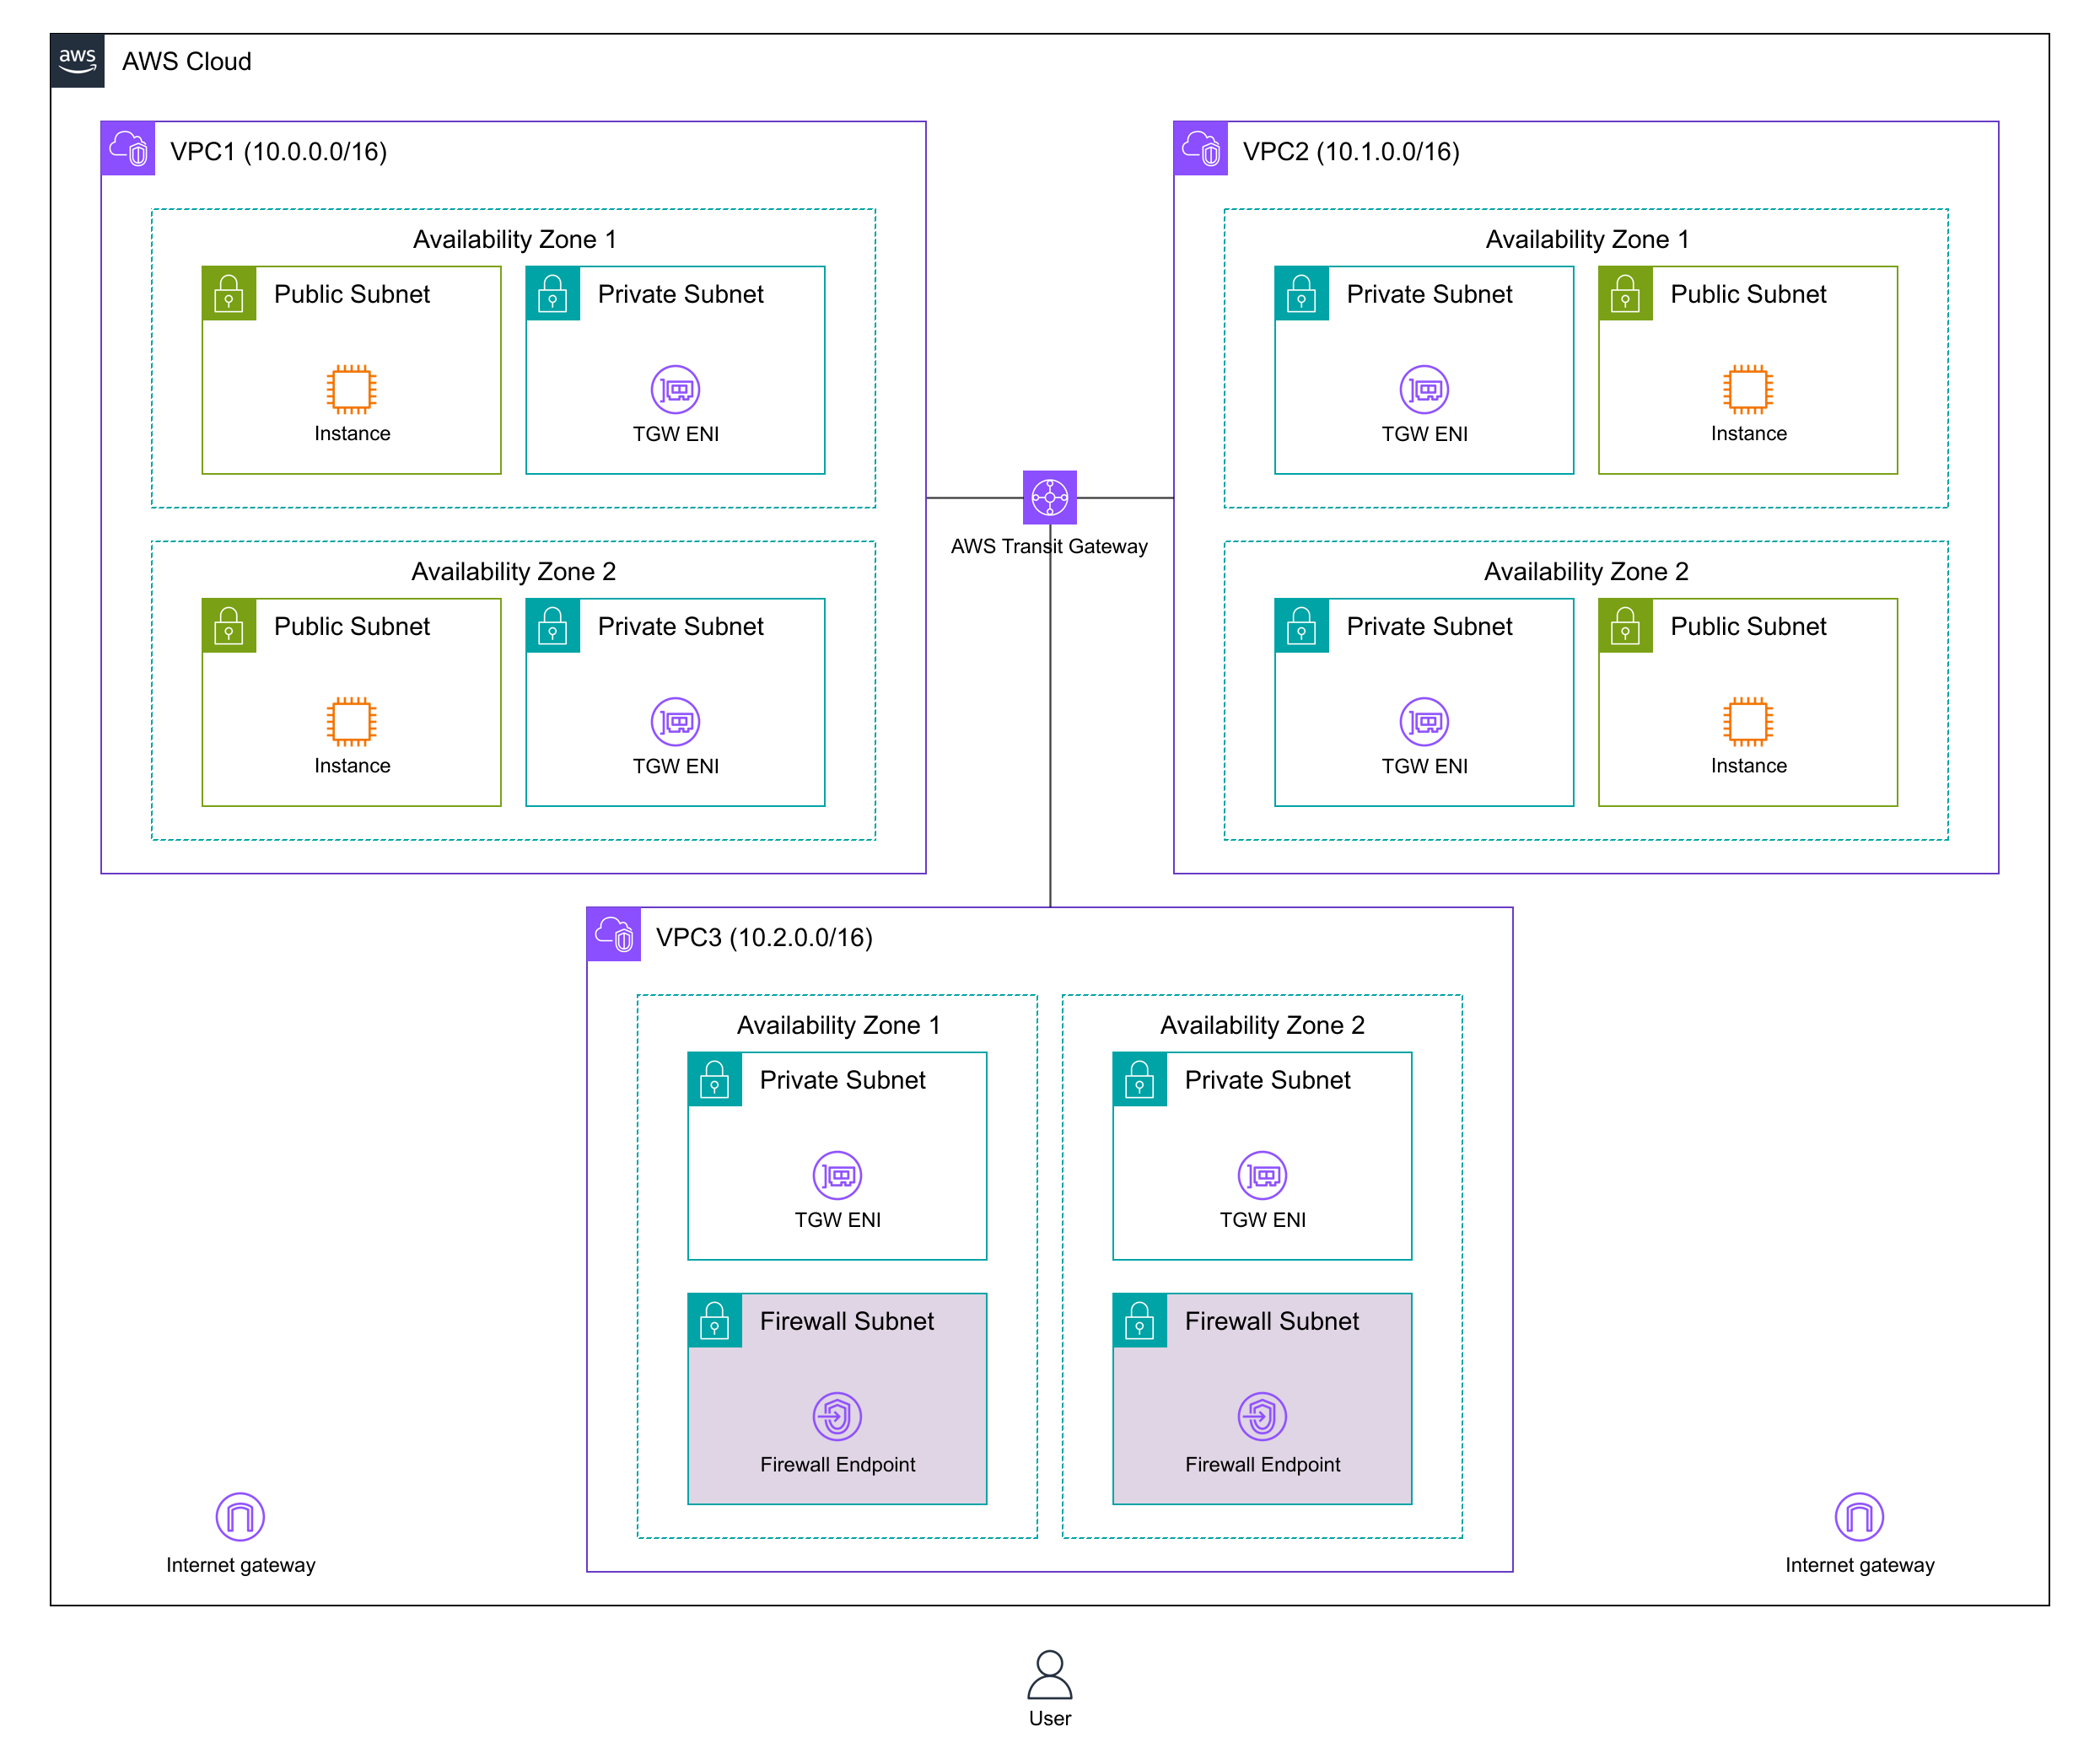 aws
AWS Cloud
VPC1 (10.0.0.0/16)
Availability Zone 1
Public Subnet
Instance
Private Subnet
TGW ENI
Availability Zone 2
Public Subnet
Instance
Private Subnet
TGW ENI
AWS Transit Gateway
VPC2 (10.1.0.0/16)
Availability Zone 1
Private Subnet
TGW ENI
Public Subnet
Instance
Availability Zone 2
Private Subnet
TGW ENI
Public Subnet
Instance
VPC3 (10.2.0.0/16)
Availability Zone 1
Private Subnet
TGW ENI
Firewall Subnet
Firewall Endpoint
Availability Zone 2
Private Subnet
TGW ENI
Firewall Subnet
Firewall Endpoint
Internet gateway
Internet gateway
User